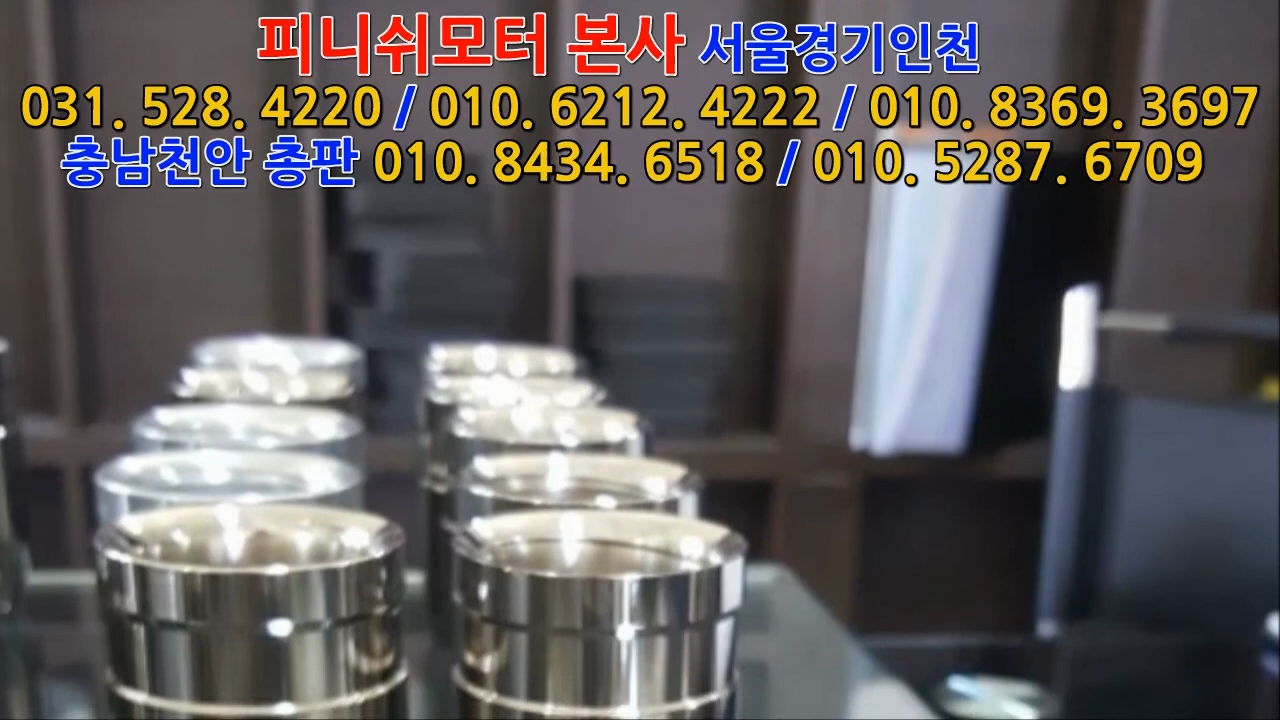 피니쉬모터 본사 서울경기인천
031. 528. 4220 / 010. 6212. 4222 / 010. 8369. 3697
충남천안 총판 010. 8434. 6518 / 010. 5287. 6709